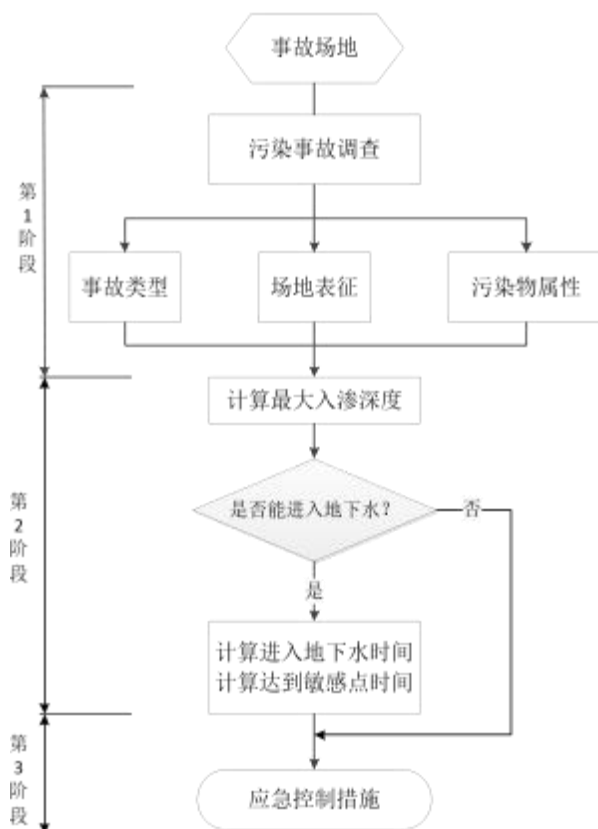 事故场地
污染事故调查
第
1
阶
段
事故类型
场地表征
污染物属性
计算最大入渗深度
第
2
阶
段
是否能进入地下水？
否
是
计算进入地下水时间
计算达到敏感点时间
第
3
阶
段
应急控制措施